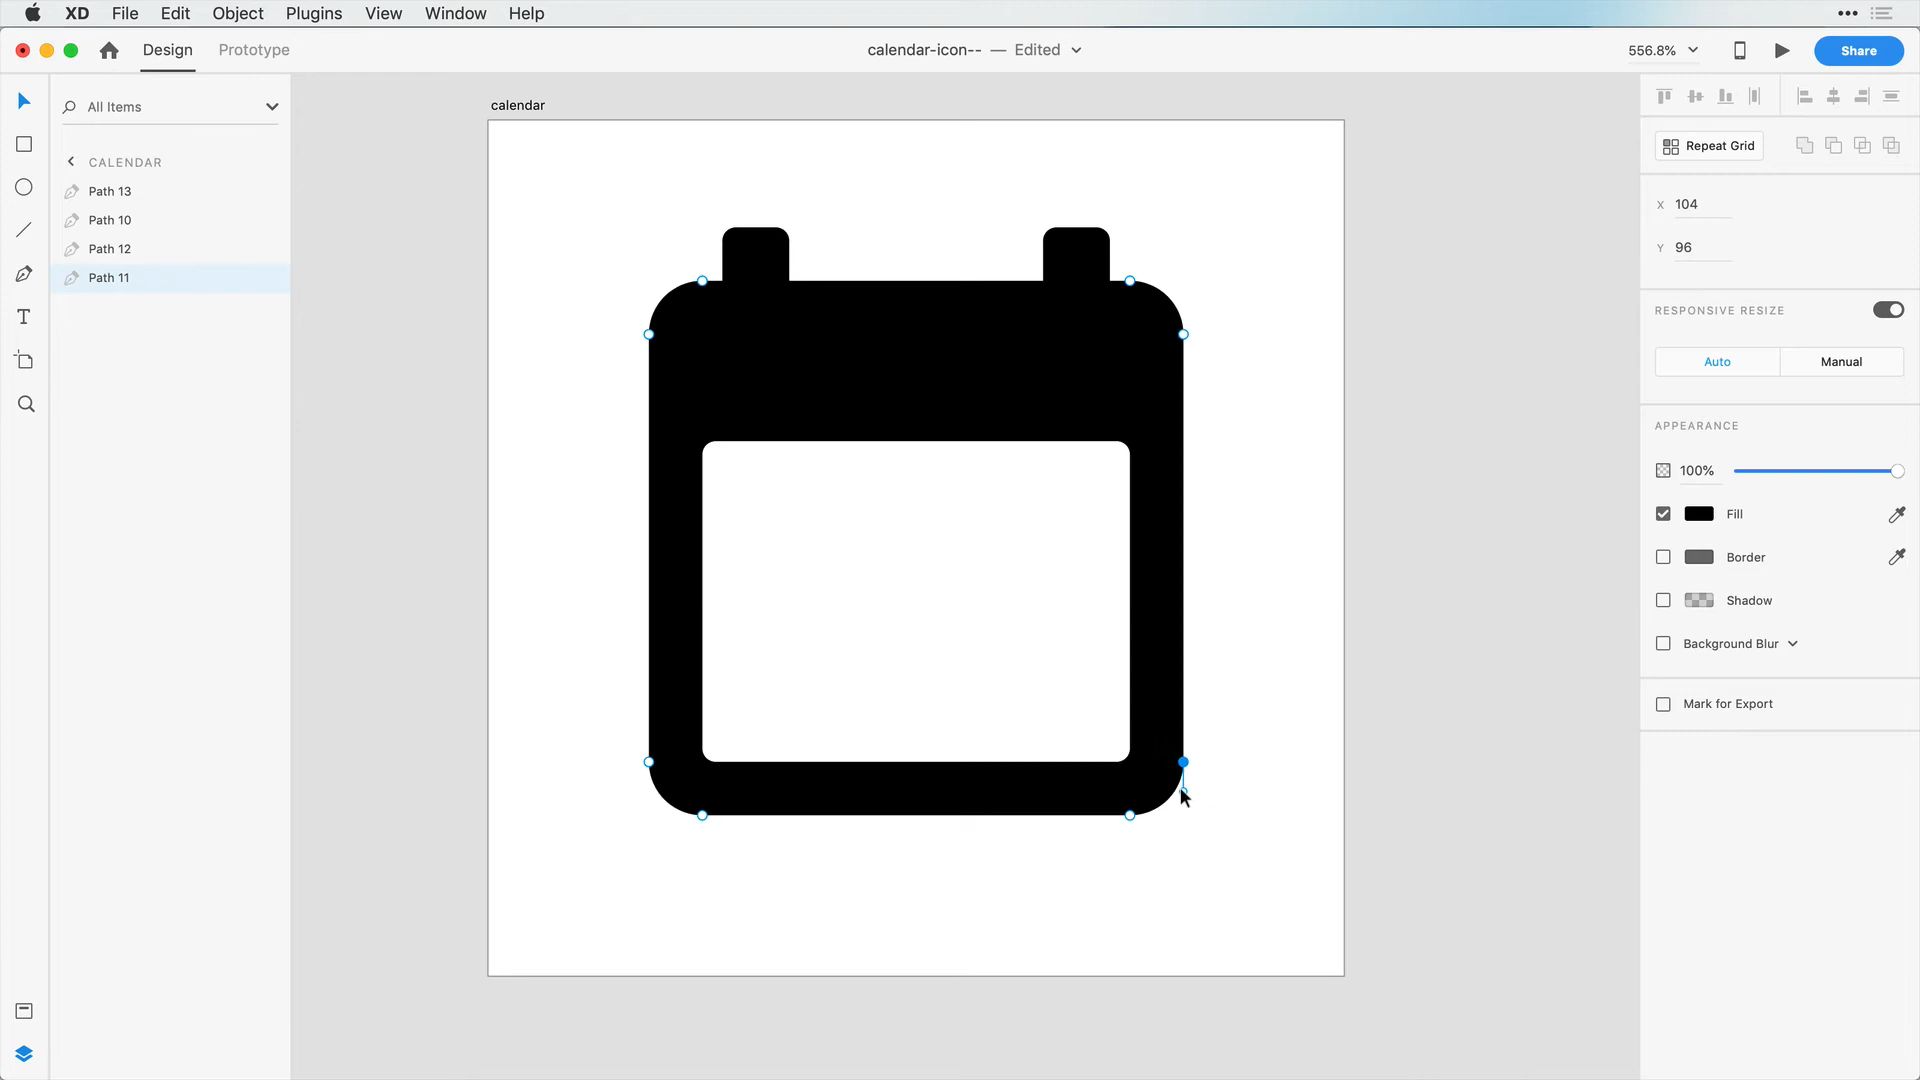 XD File Edit Object Plugins View Window Help
Design Prototype calendar-icon-- — Edited 556.8% Share
All Items
CALENDAR
Path 13
Path 10
Path 12
Path 11
calendar
Repeat Grid
X 104
Y 96
RESPONSIVE RESIZE
Auto Manual
APPEARANCE
100%
Fill
Border
Shadow
Background Blur
Mark for Export